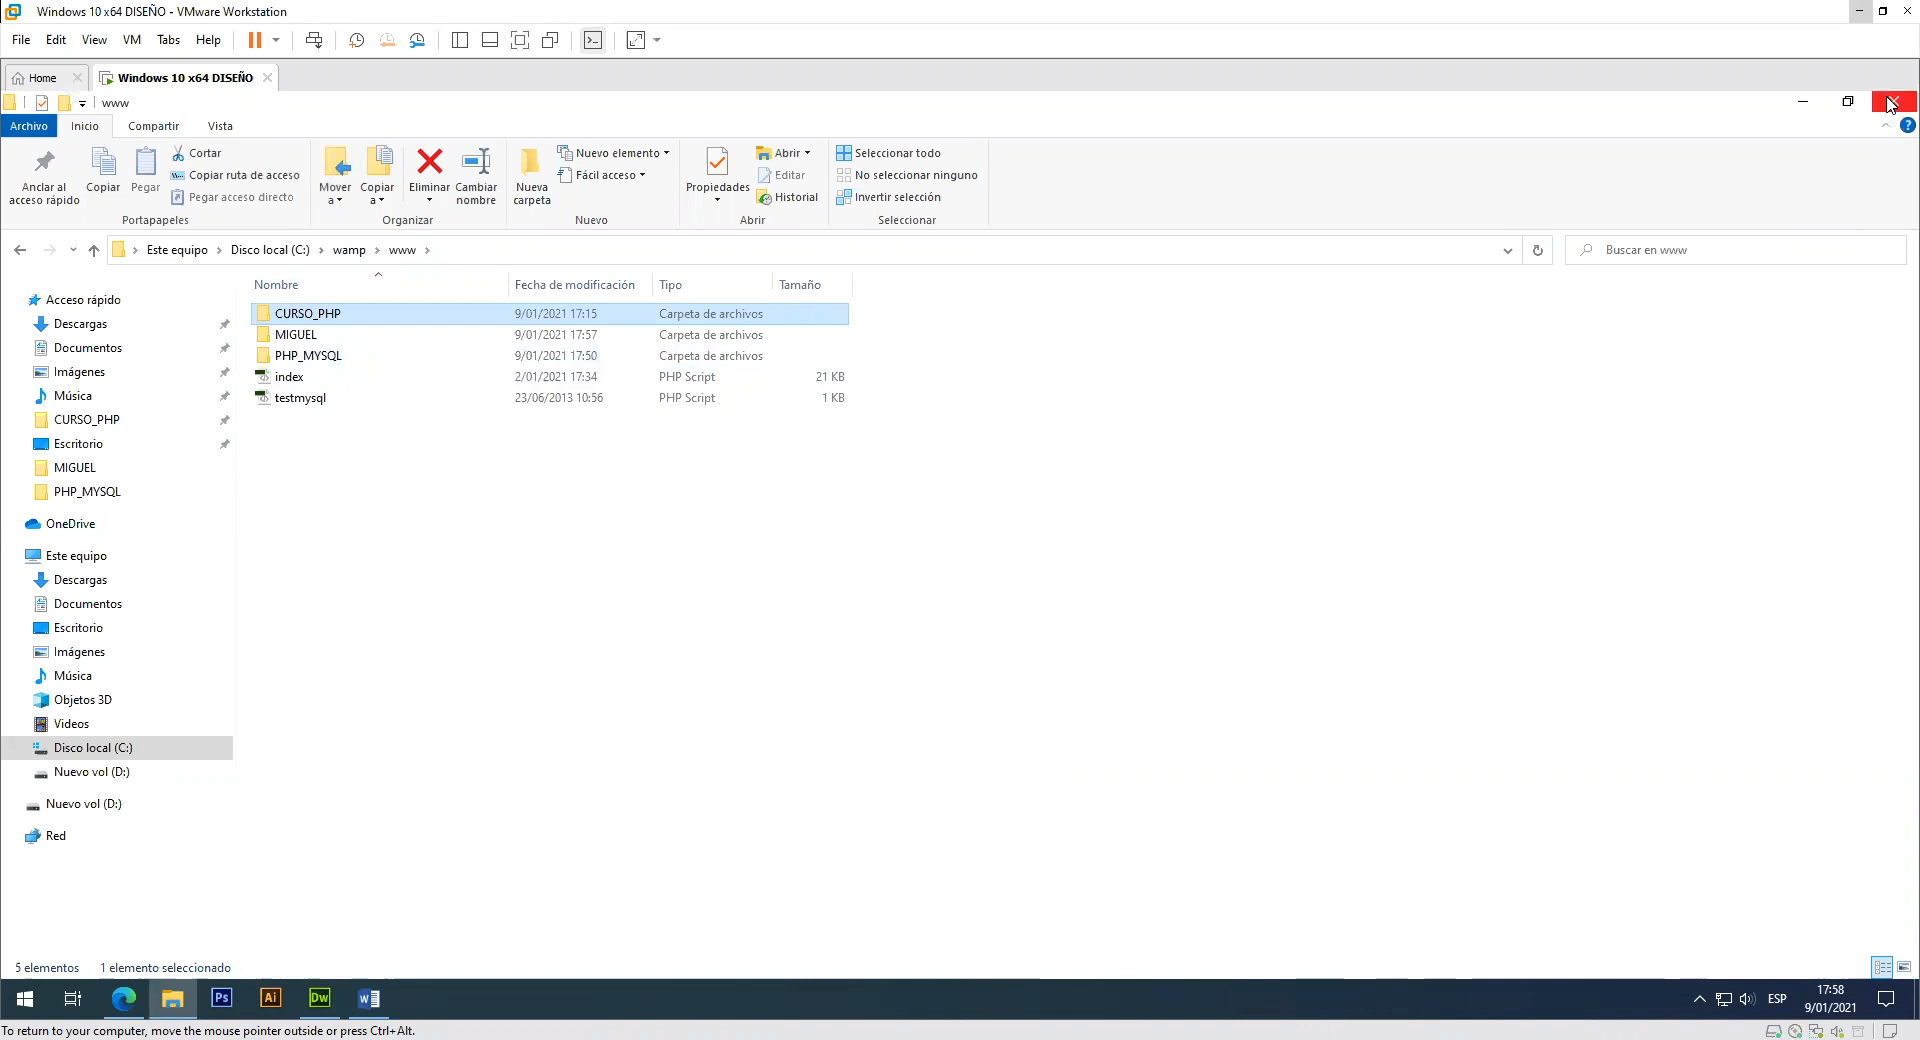 Windows 10 x64 DISEÑO - VMware Workstation
File Edit View VM Tabs Help
Home Windows 10 x64 DISEÑO
www
Archivo Inicio Compartir Vista
Anclar al acceso rápido
Copiar
Pegar
Cortar
Copiar ruta de acceso
Pegar acceso directo
Portapapeles
Mover a
Copiar a
Eliminar
Cambiar nombre
Organizar
Nueva carpeta
Nuevo elemento
Fácil acceso
Nuevo
Propiedades
Abrir
Editar
Historial
Abrir
Seleccionar todo
No seleccionar ninguno
Invertir selección
Seleccionar
Este equipo > Disco local (C:) > wamp > www >
Buscar en www
Nombre Fecha de modificación Tipo Tamaño
CURSO_PHP 9/01/2021 17:15 Carpeta de archivos
MIGUEL 9/01/2021 17:57 Carpeta de archivos
PHP_MYSQL 9/01/2021 17:50 Carpeta de archivos
index 2/01/2021 17:34 PHP Script 21 KB
testmysql 23/06/2013 10:56 PHP Script 1 KB
Acceso rápido
Descargas
Documentos
Imágenes
Música
CURSO_PHP
Escritorio
MIGUEL
PHP_MYSQL
OneDrive
Este equipo
Descargas
Documentos
Escritorio
Imágenes
Música
Objetos 3D
Videos
Disco local (C:)
Nuevo vol (D:)
Nuevo vol (D:)
Red
5 elementos 1 elemento seleccionado
Ps Ai Dw W
ESP
17:58
9/01/2021
To return to your computer, move the mouse pointer outside or press Ctrl+Alt.